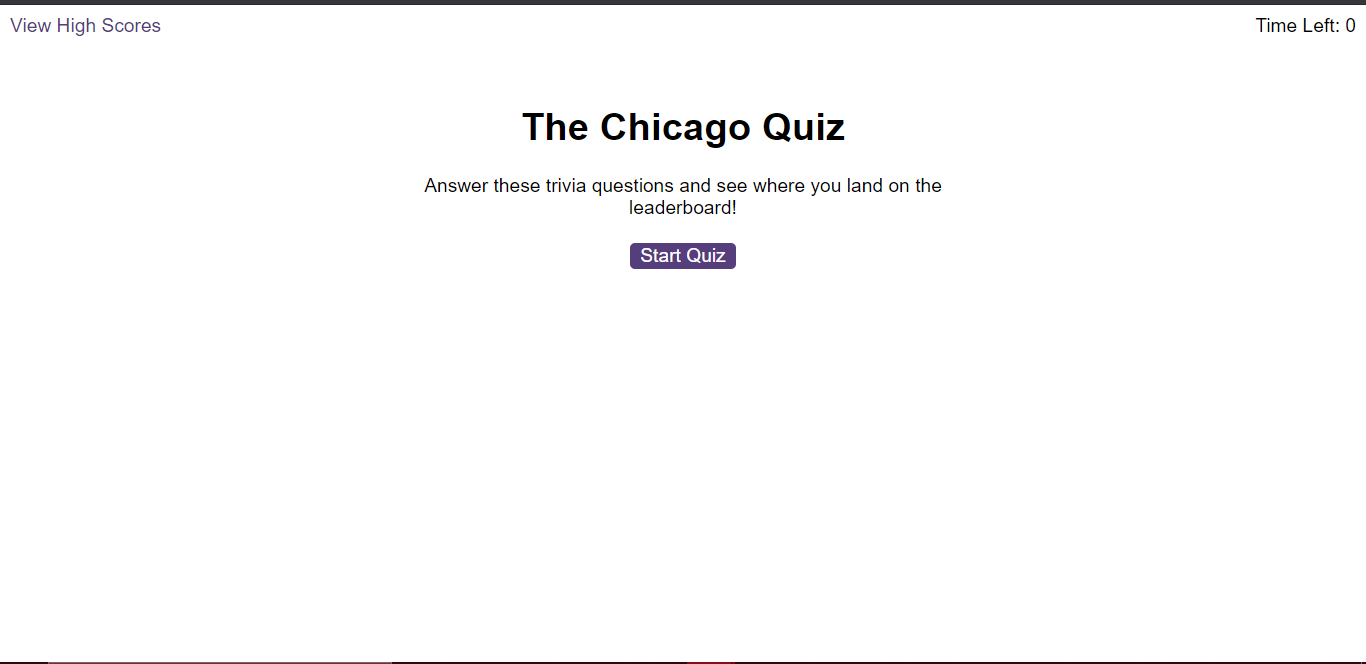 View High Scores
Time Left: 0
The Chicago Quiz
Answer these trivia questions and see where you land on the
leaderboard!
Start Quiz